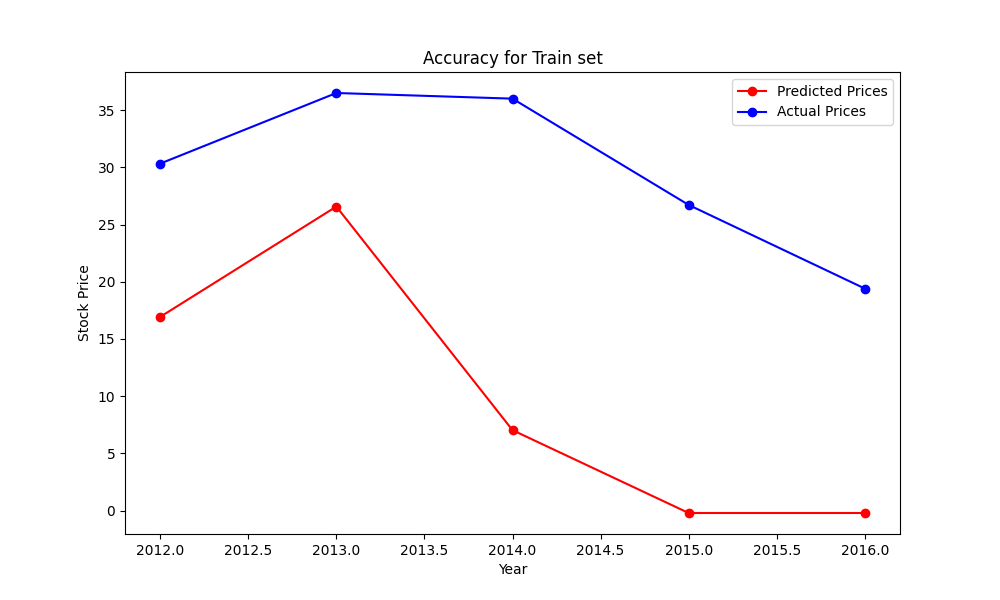 Accuracy for Train set
Predicted Prices
Actual Prices
Stock Price
35
30
25
20
15
10
5
0
2012.0 2012.5 2013.0 2013.5 2014.0 2014.5 2015.0 2015.5 2016.0
Year